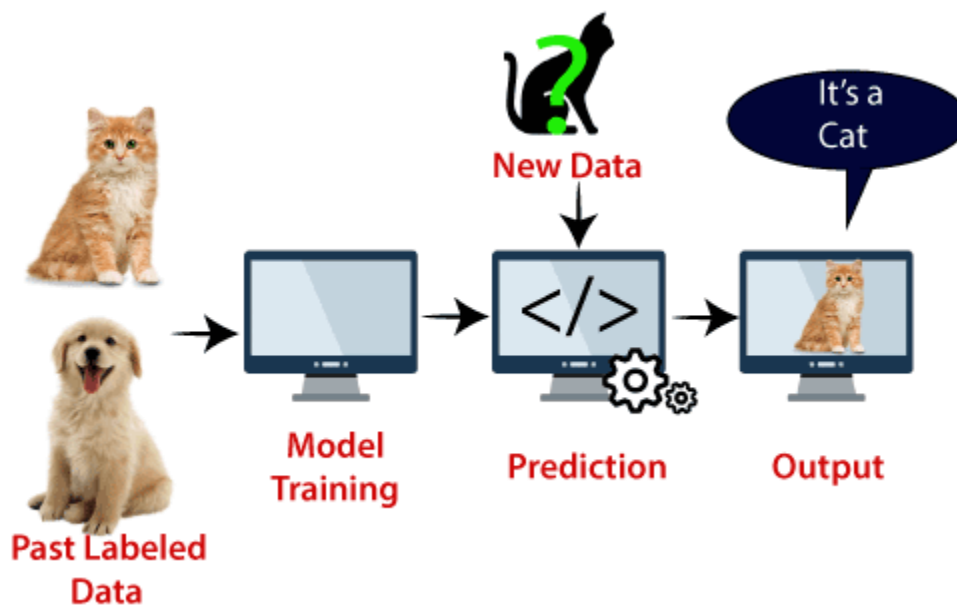 ?
New Data
It's a
Cat
</>
Model
Training
Prediction
Output
Past Labeled
Data